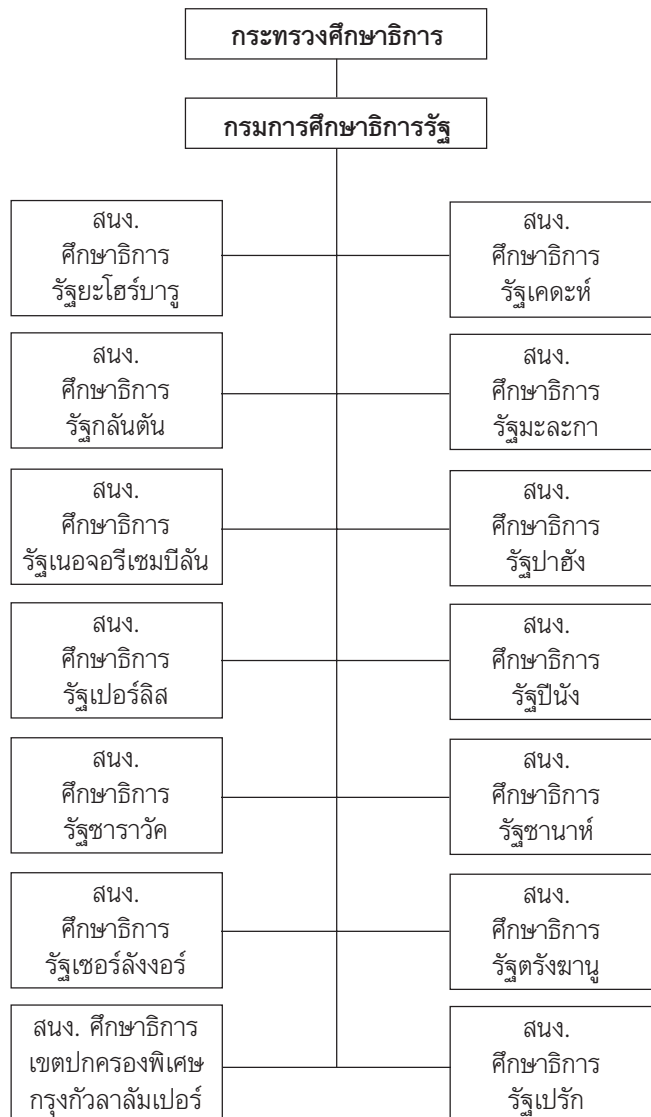 กระทรวงศึกษาธิการ
กรมการศึกษาธิการรัฐ
สนง.
ศึกษาธิการ
รัฐยะโฮร์บารู
สนง.
ศึกษาธิการ
รัฐเคดะห์
สนง.
ศึกษาธิการ
รัฐกลันตัน
สนง.
ศึกษาธิการ
รัฐมะละกา
สนง.
ศึกษาธิการ
รัฐเนอจอรีเซมบีลัน
สนง.
ศึกษาธิการ
รัฐปาฮัง
สนง.
ศึกษาธิการ
รัฐเปอร์ลิส
สนง.
ศึกษาธิการ
รัฐปีนัง
สนง.
ศึกษาธิการ
รัฐซาราวัค
สนง.
ศึกษาธิการ
รัฐซานาห์
สนง.
ศึกษาธิการ
รัฐเซอร์ลังงอร์
สนง.
ศึกษาธิการ
รัฐตรังฆานู
สนง. ศึกษาธิการ
เขตปกครองพิเศษ
กรุงกัวลาลัมเปอร์
สนง.
ศึกษาธิการ
รัฐเปรัก